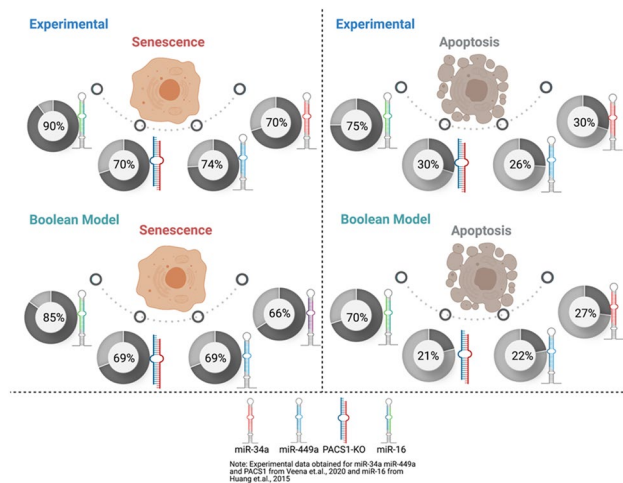 Experimental
Experimental
Senescence
Apoptosis
90%
70%
74%
70%
75%
30%
26%
30%
Boolean Model
Boolean Model
Senescence
Apoptosis
85%
69%
69%
66%
70%
21%
22%
27%
miR-34a miR-449a PACS1-KO miR-16
Note: Experimental data obtained for miR-34a miR-449a
and PACS1 from Veena et.al., 2020 and miR-16 from
Huang et.al., 2015